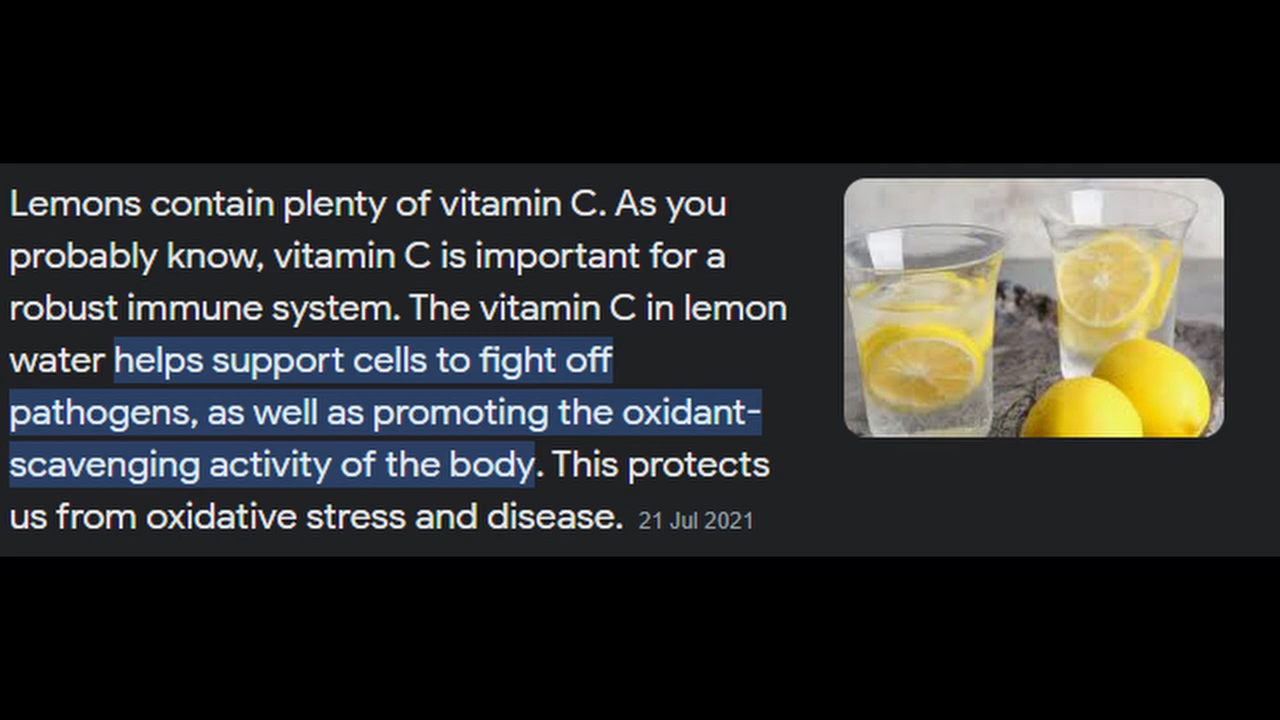 Lemons contain plenty of vitamin C. As you
probably know, vitamin C is important for a
robust immune system. The vitamin C in lemon
water helps support cells to fight off
pathogens, as well as promoting the oxidant-
scavenging activity of the body. This protects
us from oxidative stress and disease. 21 Jul 2021